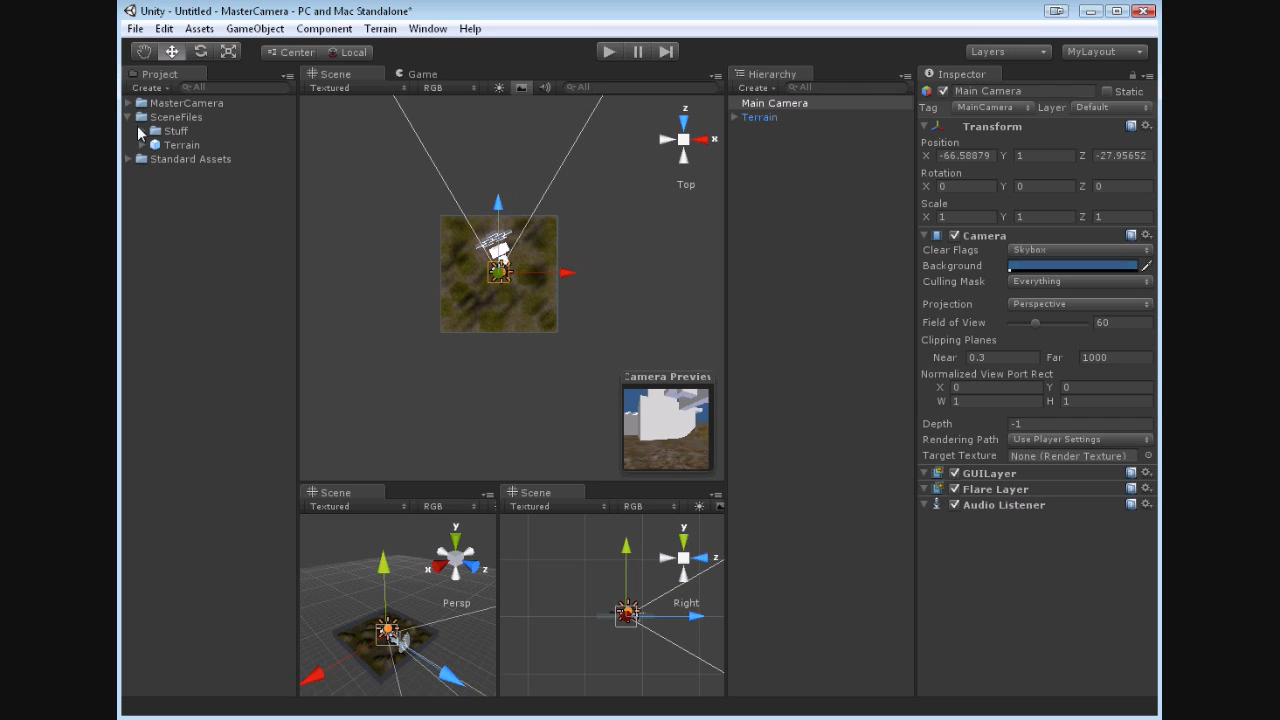 Unity - Untitled - MasterCamera - PC and Mac Standalone*
File Edit Assets GameObject Component Terrain Window Help
Center Local Layers MyLayout
Project
Create All
MasterCamera
SceneFiles
Stuff
Terrain
Standard Assets
Scene Game
Textured RGB All
z
x
Top
Camera Preview
Scene
Textured RGB
y
x z
Persp
Scene
Textured RGB
y
z
Right
Hierarchy
Create All
Main Camera
Terrain
Inspector
Main Camera Static
Tag MainCamera Layer Default
Transform
Position
X -66.58879 Y 1 Z -27.95652
Rotation
X 0 Y 0 Z 0
Scale
X 1 Y 1 Z 1
Camera
Clear Flags Skybox
Background
Culling Mask Everything
Projection Perspective
Field of View 60
Clipping Planes
Near 0.3 Far 1000
Normalized View Port Rect
X 0 Y 0
W 1 H 1
Depth -1
Rendering Path Use Player Settings
Target Texture None (Render Texture)
GUILayer
Flare Layer
Audio Listener